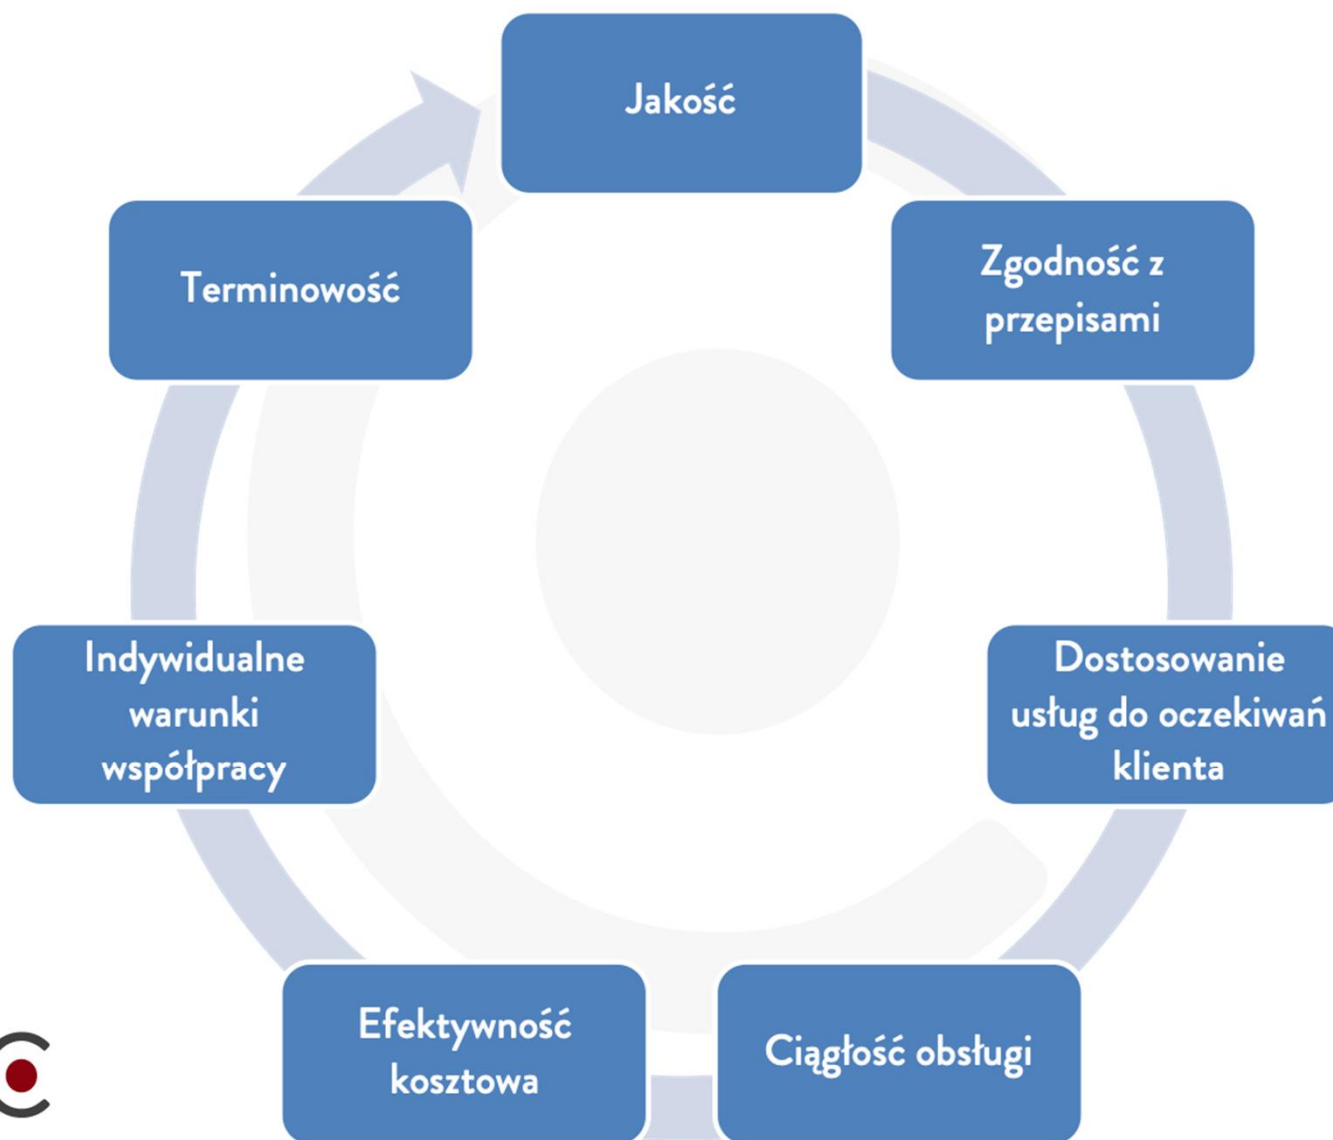 Jakość
Zgodność z
przepisami
Dostosowanie
usług do oczekiwań
klienta
Ciągłość obsługi
Efektywność
kosztowa
Indywidualne
warunki
współpracy
Terminowość